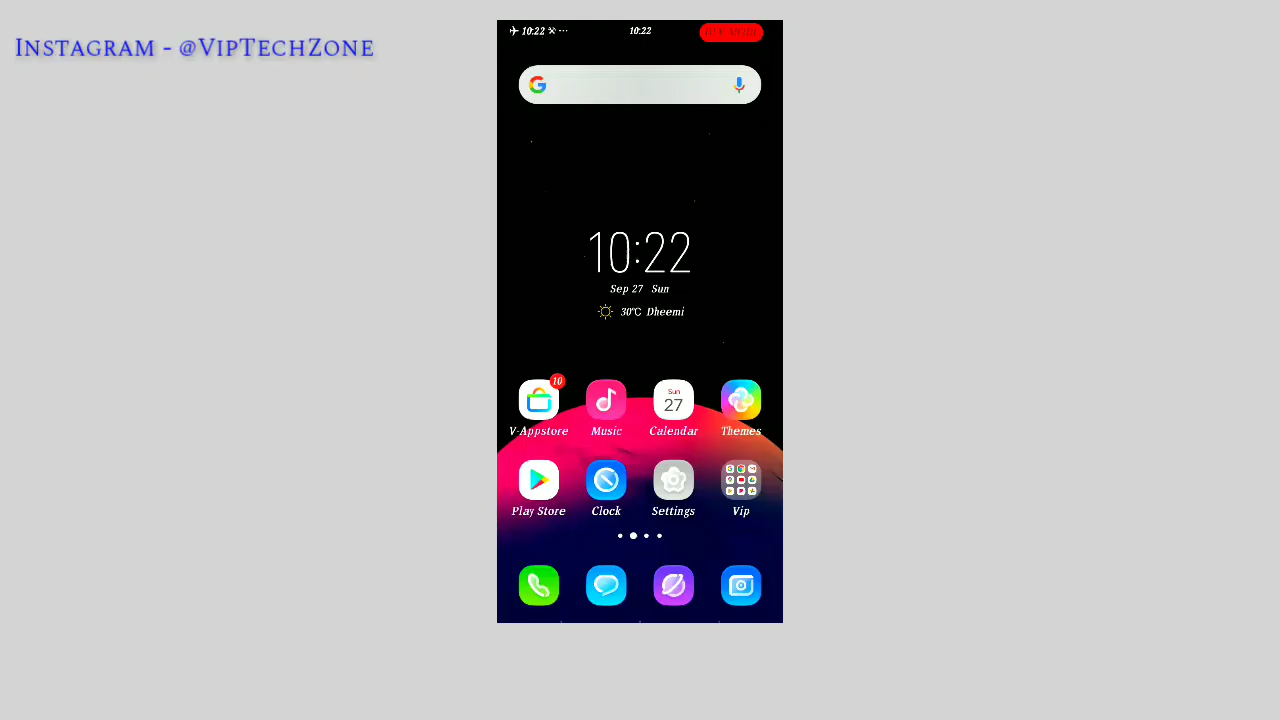 Instagram - @VipTechZone
10:22
10:22
10:22
Sep 27 Sun
30°C Dheemi
10
Sun
27
V-Appstore Music Calendar Themes
Play Store Clock Settings Vip